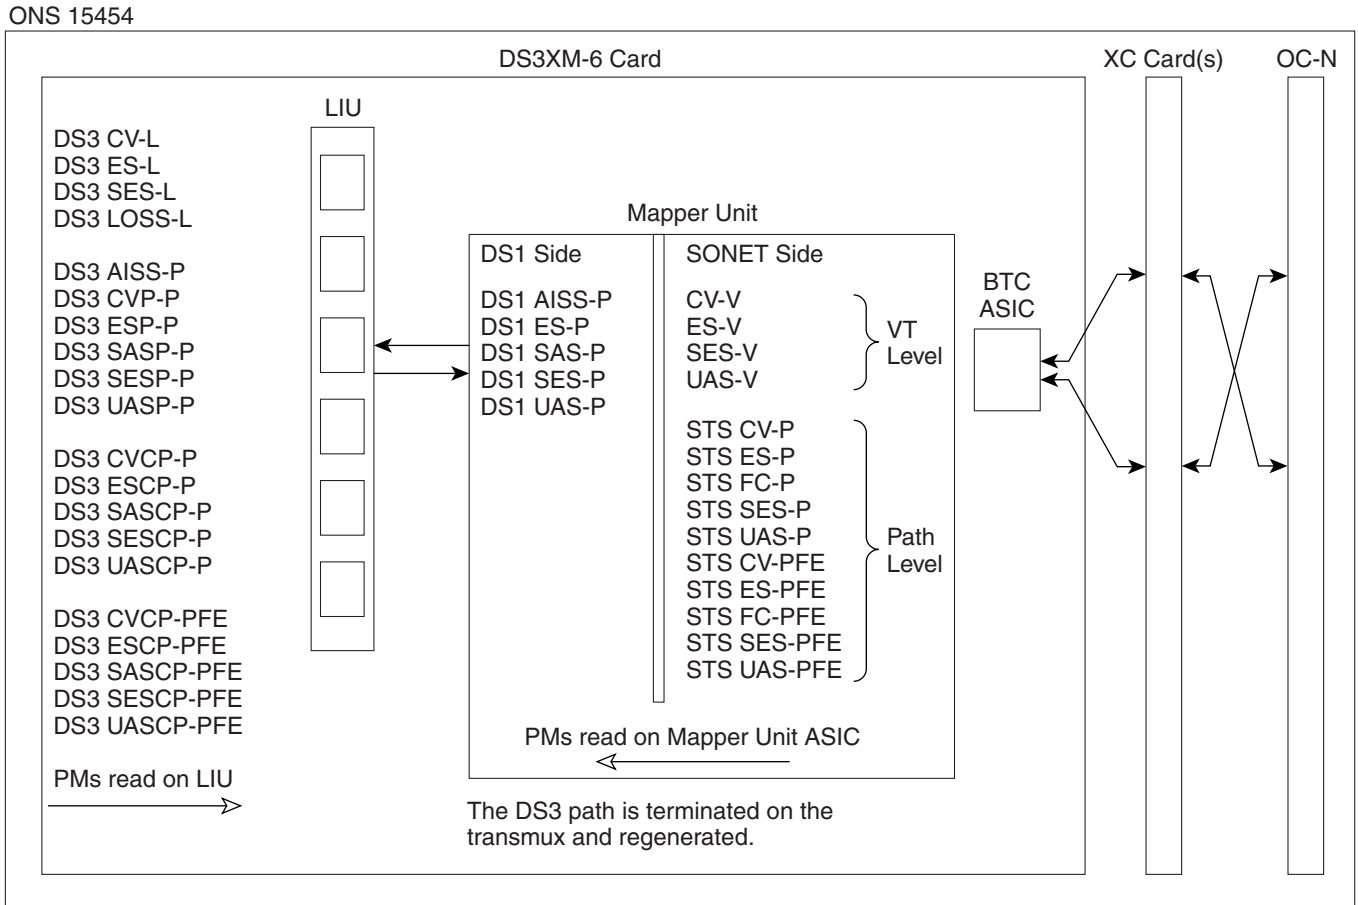 ONS 15454
DS3XM-6 Card
XC Card(s)
OC-N
LIU
DS3 CV-L
DS3 ES-L
DS3 SES-L
DS3 LOSS-L
DS3 AISS-P
DS3 CVP-P
DS3 ESP-P
DS3 SASP-P
DS3 SESP-P
DS3 UASP-P
DS3 CVCP-P
DS3 ESCP-P
DS3 SASCP-P
DS3 SESCP-P
DS3 UASCP-P
DS3 CVCP-PFE
DS3 ESCP-PFE
DS3 SASCP-PFE
DS3 SESCP-PFE
DS3 UASCP-PFE
PMs read on LIU
Mapper Unit
DS1 Side
DS1 AISS-P
DS1 ES-P
DS1 SAS-P
DS1 SES-P
DS1 UAS-P
SONET Side
CV-V
ES-V
SES-V
UAS-V
VT
Level
STS CV-P
STS ES-P
STS FC-P
STS SES-P
STS UAS-P
STS CV-PFE
STS ES-PFE
STS FC-PFE
STS SES-PFE
STS UAS-PFE
Path
Level
PMs read on Mapper Unit ASIC
The DS3 path is terminated on the
transmux and regenerated.
BTC
ASIC